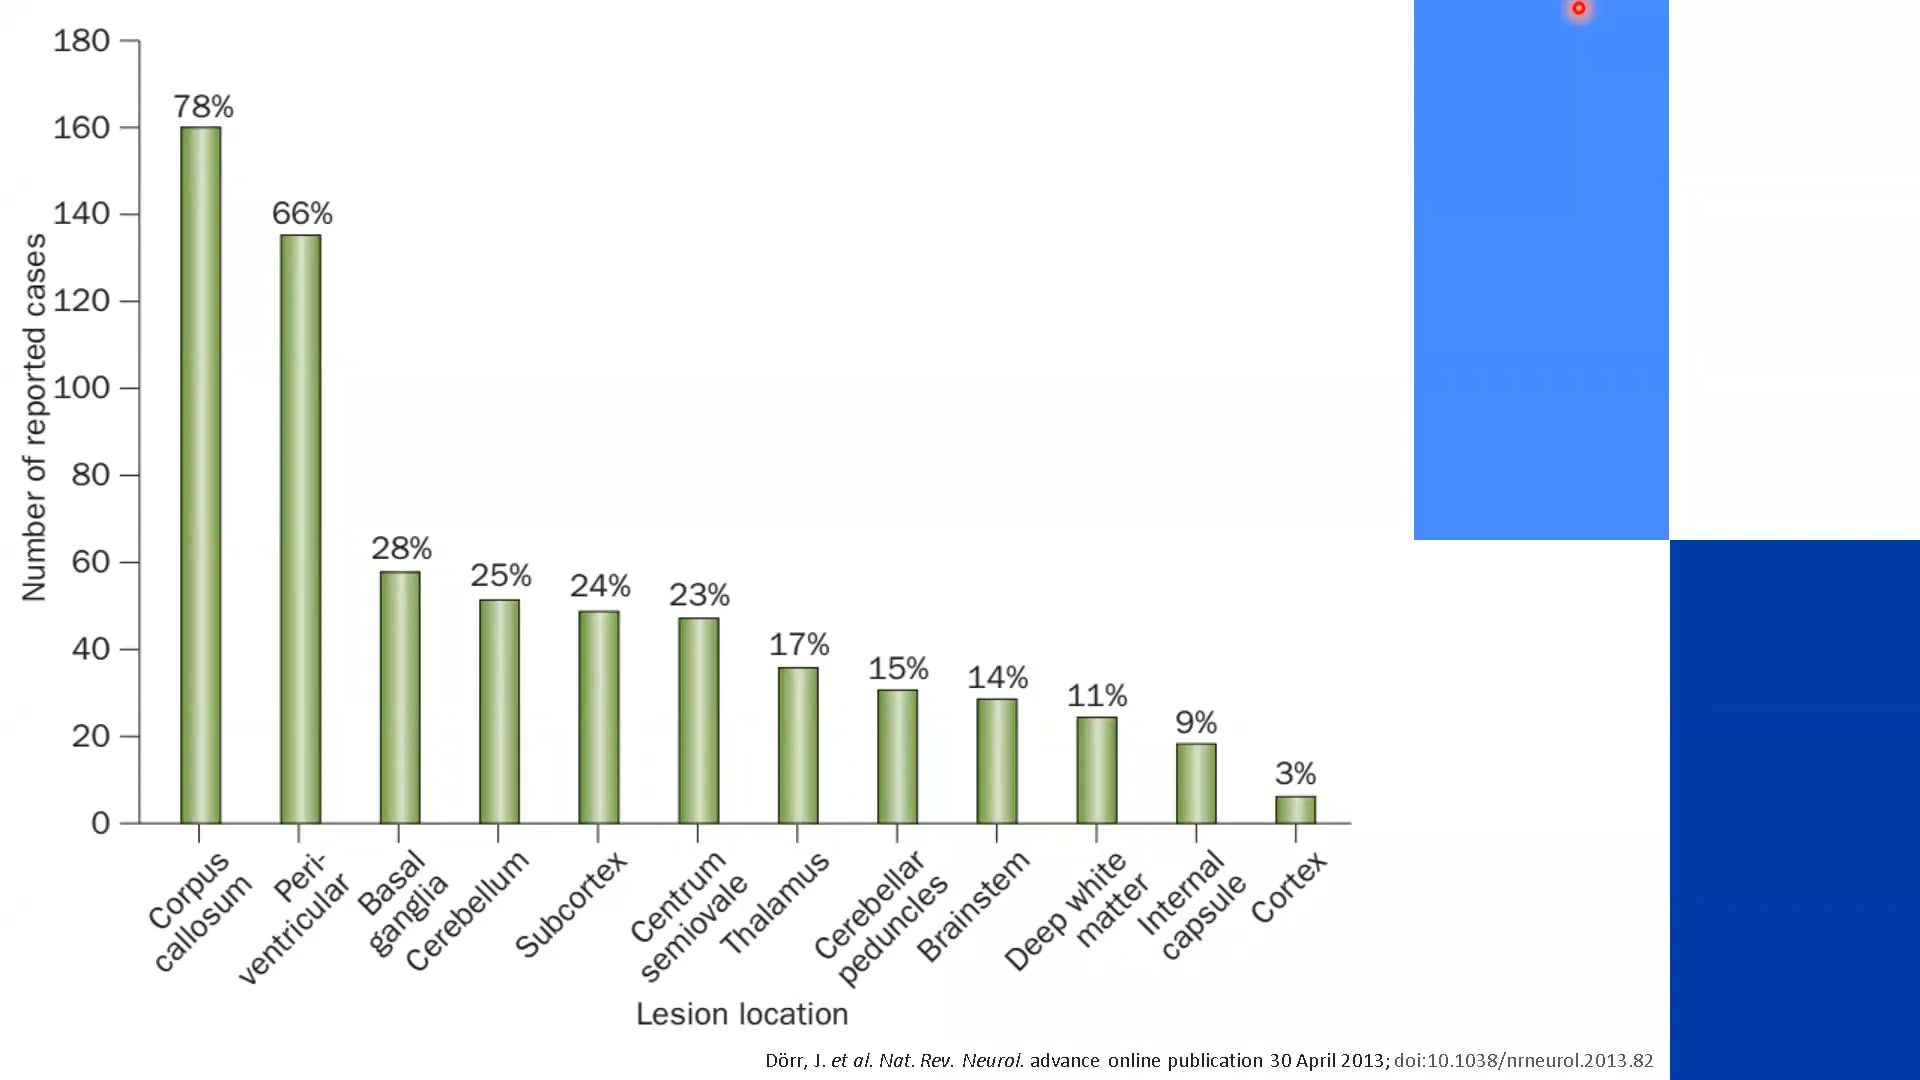 180
160
140
120
100
80
60
40
20
0
Number of reported cases
78%
66%
28%
25%
24%
23%
17%
15%
14%
11%
9%
3%
Corpus
callosum
Peri-
ventricular
Basal
ganglia
Cerebellum
Subcortex
Centrum
semiovale
Thalamus
Cerebellar
peduncles
Brainstem
Deep white
matter
Internal
capsule
Cortex
Lesion location
Dörr, J. et al. Nat. Rev. Neurol. advance online publication 30 April 2013; doi:10.1038/nrneurol.2013.82